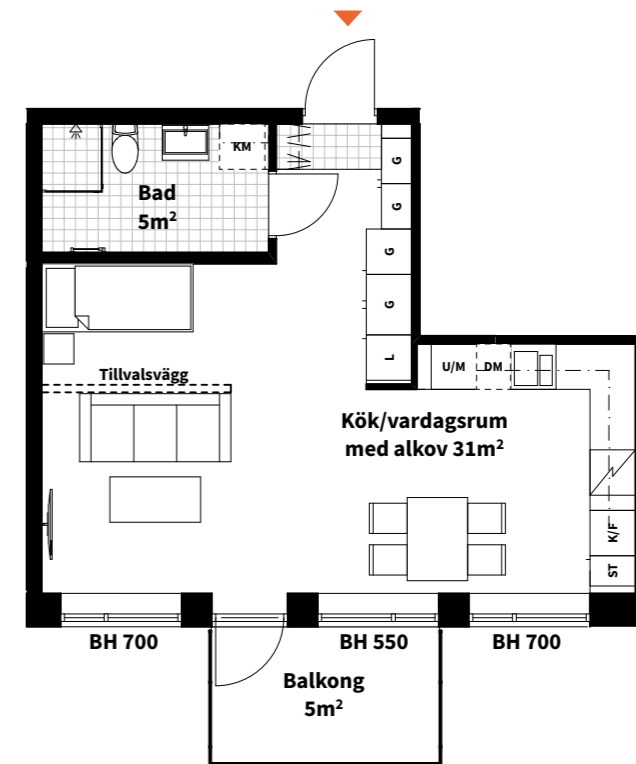 KM
Bad
5m²
G
G
G
G
L
Tillvalsvägg
U/M
DM
Kök/vardagsrum
med alkov 31m²
K/F
ST
BH 700
BH 550
BH 700
Balkong
5m²